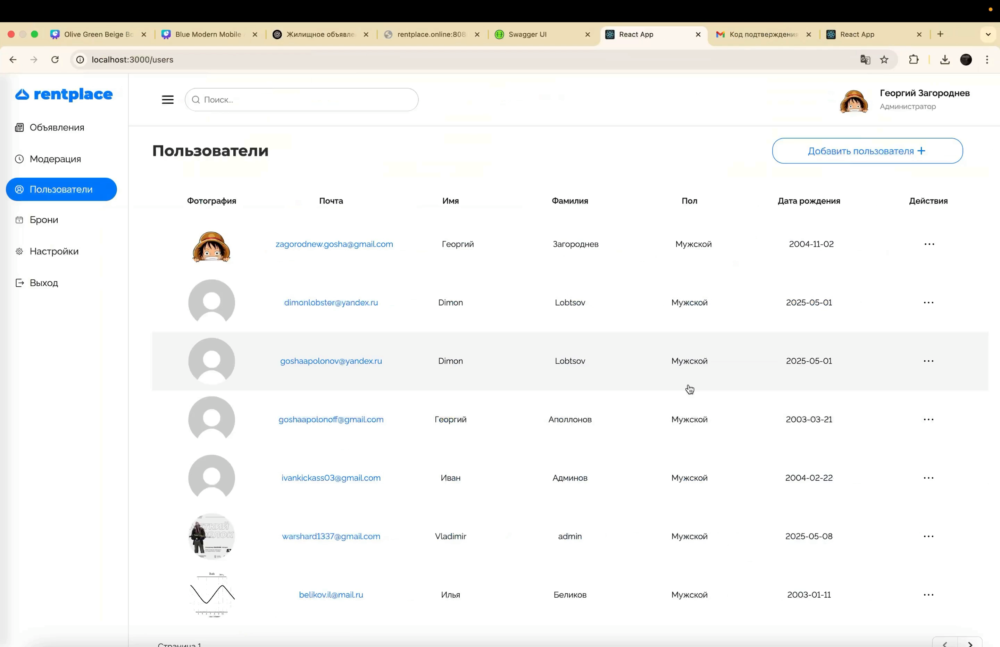 Olive Green Beige Bo
Blue Modern Mobile
Жилищное объявле
rentplace.online:808
Swagger UI
React App
Код подтверждения
React App
localhost:3000/users
rentplace
Поиск...
Георгий Загороднев
Администратор
Объявления
Модерация
Пользователи
Брони
Настройки
Выход
Пользователи
Добавить пользователя +
Фотография Почта Имя Фамилия Пол Дата рождения Действия
zagorodnew.gosha@gmail.com Георгий Загороднев Мужской 2004-11-02 ...
dimonlobster@yandex.ru Dimon Lobtsov Мужской 2025-05-01 ...
goshaapolonov@yandex.ru Dimon Lobtsov Мужской 2025-05-01 ...
goshaapolonoff@gmail.com Георгий Аполлонов Мужской 2003-03-21 ...
ivankickass03@gmail.com Иван Админов Мужской 2004-02-22 ...
warshard1337@gmail.com Vladimir admin Мужской 2025-05-08 ...
belikov.il@mail.ru Илья Беликов Мужской 2003-01-11 ...
Страница 1